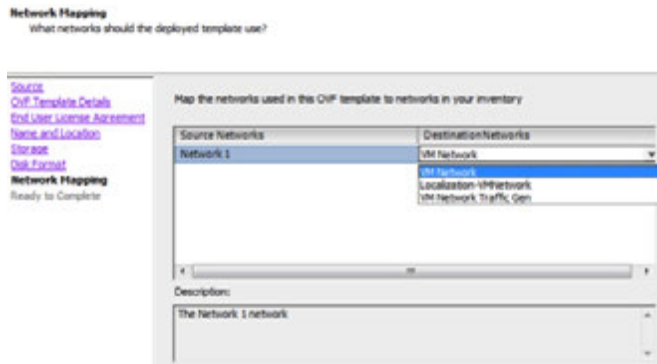 Network Mapping
What networks should the deployed template use?
Source
OVF Template Details
End User License Agreement
Name and Location
Storage
Disk Format
Network Mapping
Ready to Complete
Map the networks used in this OVF template to networks in your inventory
Source Networks DestinationNetworks
Network 1 VM Network
VM Network
Localization-VMNetwork
VM Network Traffic Gen
Description:
The Network 1 network